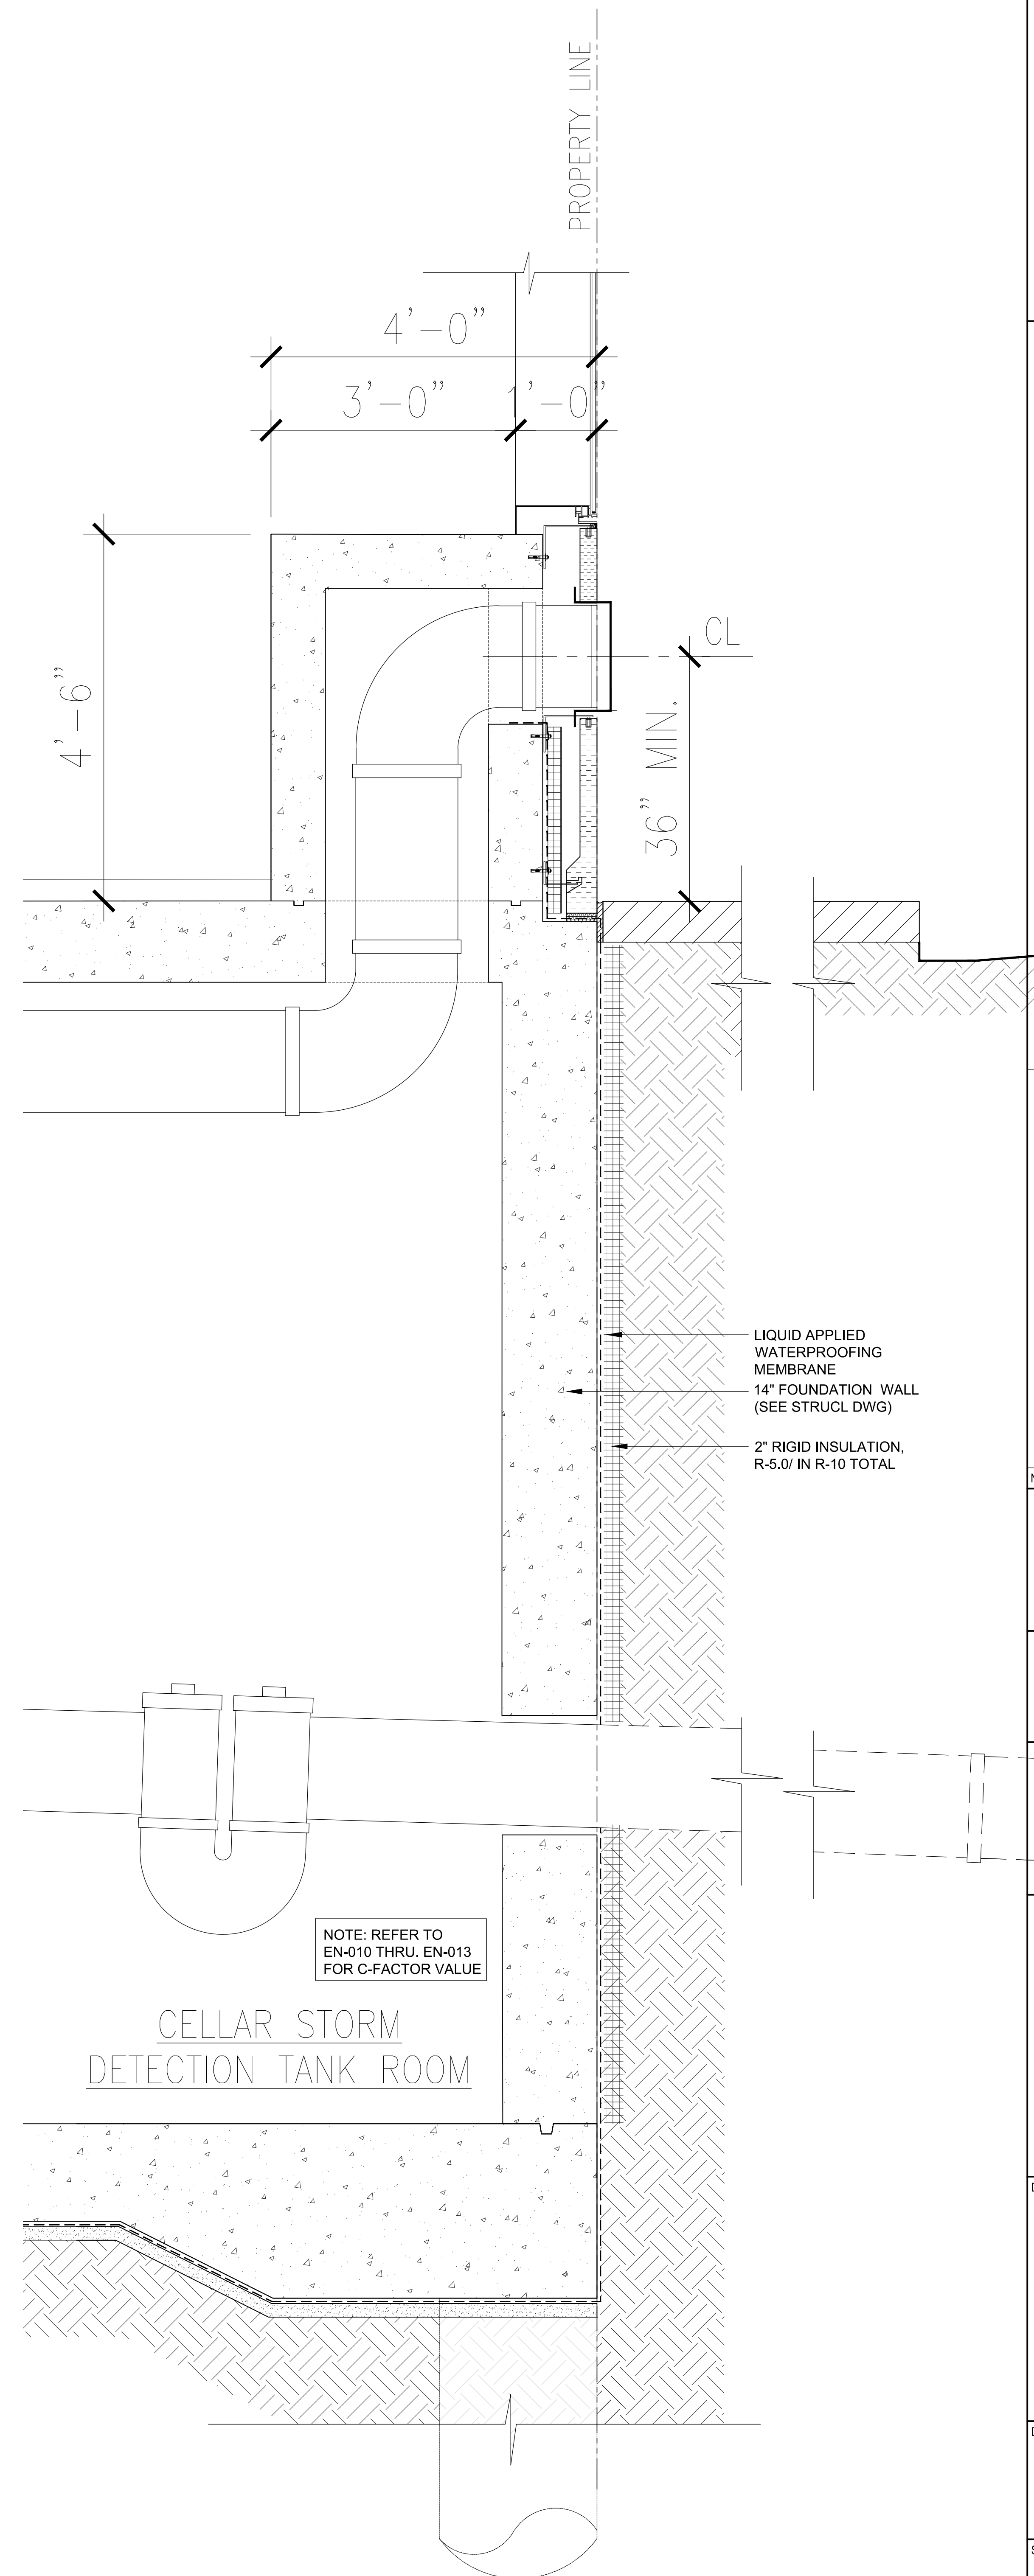 PROPERTY LINE
4'-0"
3'-0" 1'-0"
CL
4'-6"
36" MIN.
LIQUID APPLIED
WATERPROOFING
MEMBRANE
14" FOUNDATION WALL
(SEE STRUCL DWG)
2" RIGID INSULATION,
R-5.0/ IN R-10 TOTAL
NOTE: REFER TO
EN-010 THRU. EN-013
FOR C-FACTOR VALUE
CELLAR STORM
DETECTION TANK ROOM